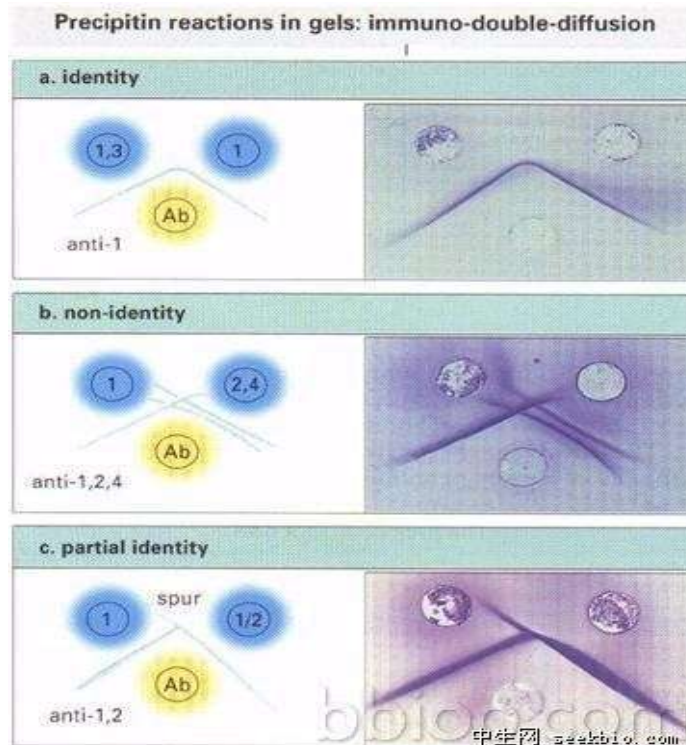 Precipitin reactions in gels: immuno-double-diffusion
a. identity
1,3
1
Ab
anti-1
b. non-identity
1
2,4
Ab
anti-1,2,4
c. partial identity
spur
1
1/2
Ab
anti-1,2
bbioo.com
中生网 seekbio.com